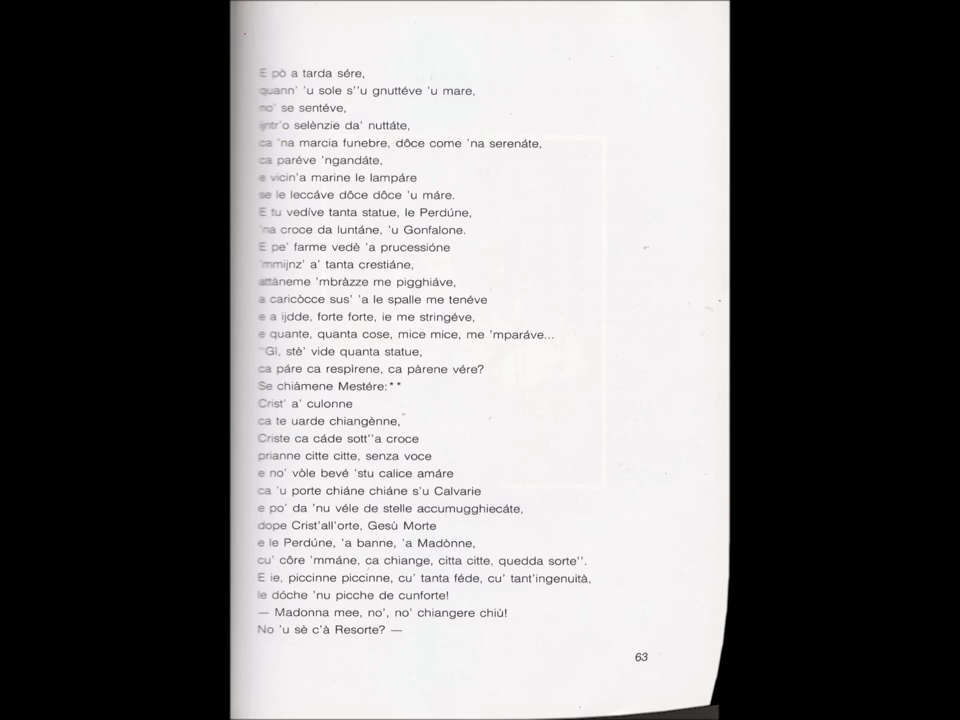 E pò a tarda sére,
quann' 'u sole s''u gnuttéve 'u mare,
no' se sentéve,
ijntr'o selènzie da' nuttáte,
ca 'na marcia funebre, dôce come 'na serenáte,
ca paréve 'ngandáte,
e vicin'a marine le lampáre
se le leccáve dôce dôce 'u máre.
E tu vedíve tanta statue, le Perdúne,
'na croce da luntáne, 'u Gonfalone.
E pe' farme vedè 'a prucessióne
'mmijnz' a' tanta crestiáne,
attàneme 'mbràzze me pigghiáve,
a caricòcce sus' 'a le spalle me tenéve
e a ijdde, forte forte, ie me stringéve,
e quante, quanta cose, mice mice, me 'mparáve...
"Gí, stè' vide quanta statue,
ca páre ca respìrene, ca pàrene vére?
Se chiàmene Mestére:**
Crist' a' culonne
ca te uarde chiangènne,
Criste ca cáde sott''a croce
prianne citte citte, senza voce
e no' vòle bevé 'stu calice amáre
ca 'u porte chiáne chiáne s'u Calvarie
e po' da 'nu véle de stelle accumugghiecáte,
dope Crist'all'orte, Gesù Morte
e le Perdúne, 'a banne, 'a Madònne,
cu' côre 'mmáne, ca chiange, citta citte, quedda sorte".
E ie, piccinne piccinne, cu' tanta féde, cu' tant'ingenuità,
le dóche 'nu picche de cunforte!
— Madonna mee, no', no' chiangere chiù!
No 'u sè c'à Resorte? —
63